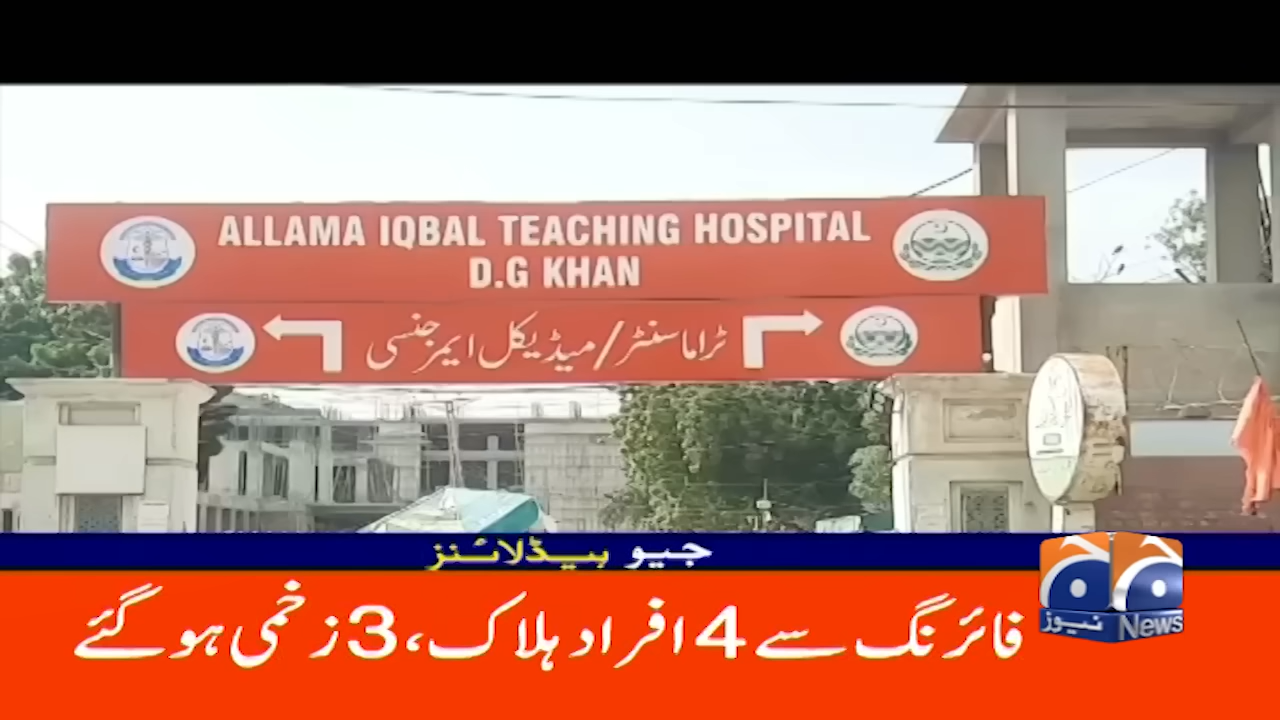 ALLAMA IQBAL TEACHING HOSPITAL
D.G KHAN
ٹراما سنٹر/میڈیکل ایمرجنسی
جیو ہیڈلائنز
فائرنگ سے 4 افراد ہلاک، 3 زخمی ہوگئے
نیوز News